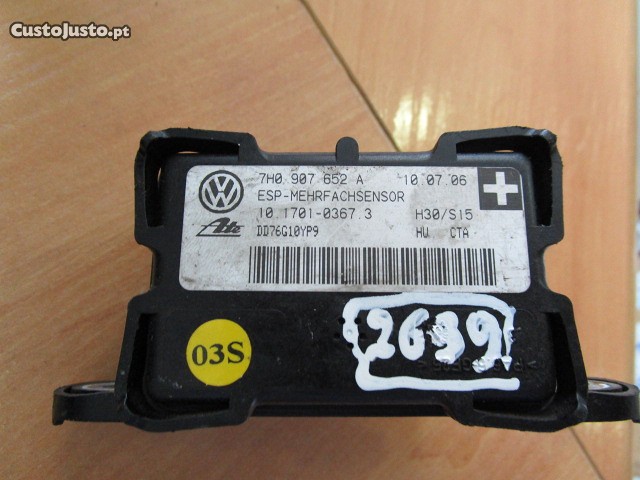 CustoJusto.pt
7H0 907 652 A 10.07.06
ESP-MEHRFACHSENSOR
10.1701-0367.3 H30/S15
Ate DD76G10YP9 HW CTA
03S
2639